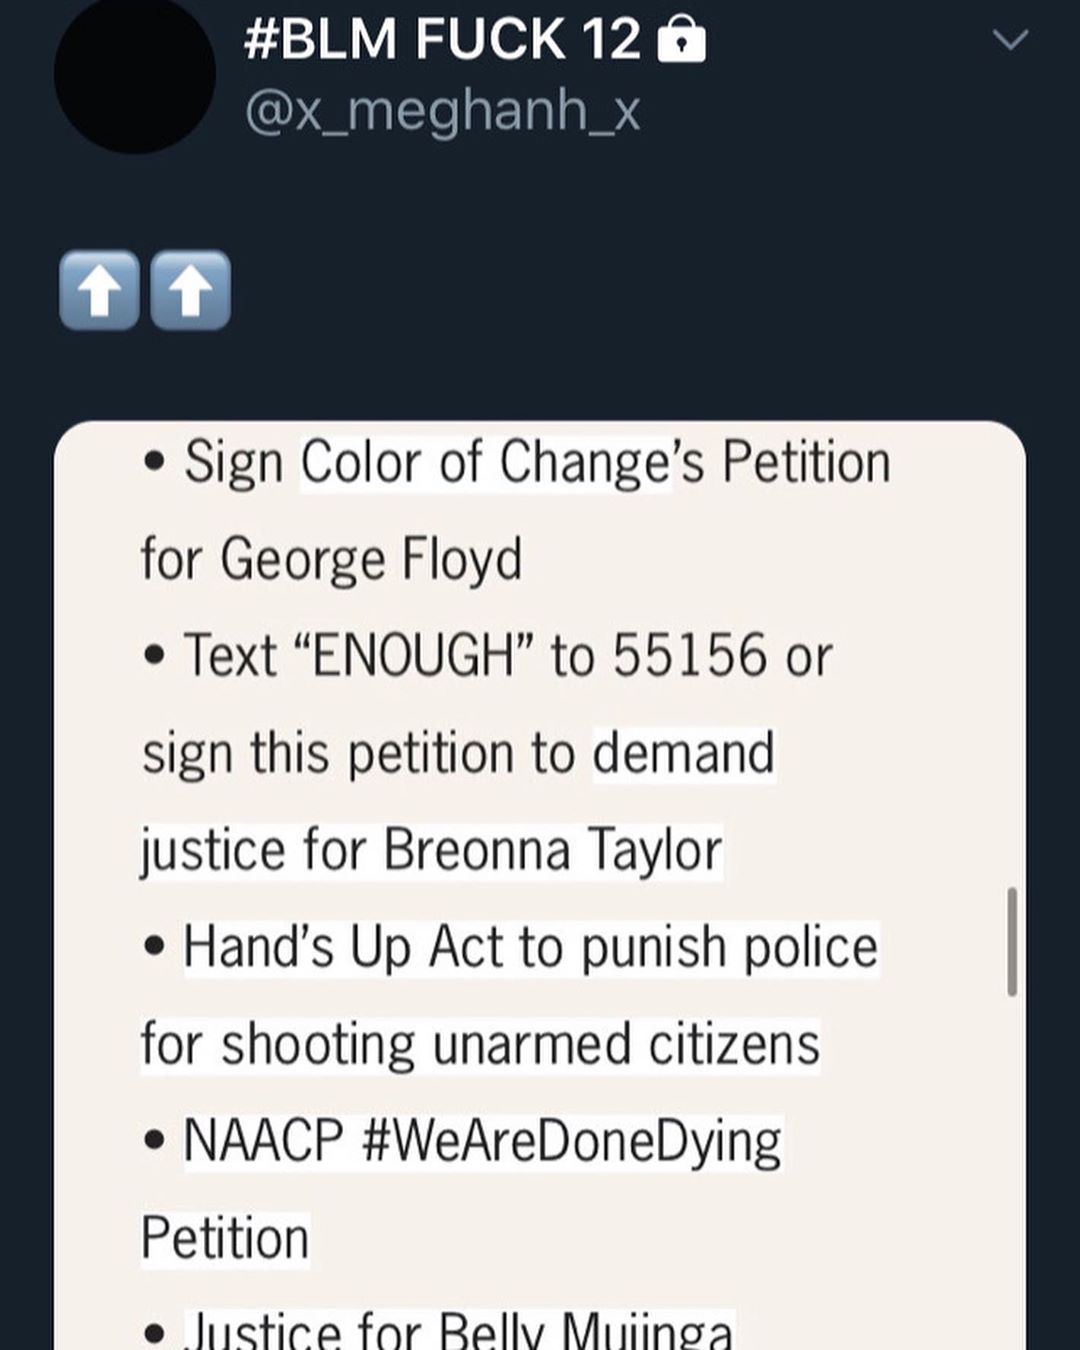 #BLM FUCK 12 🔒
@x_meghanh_x
⬆️⬆️
• Sign Color of Change’s Petition
for George Floyd
• Text “ENOUGH” to 55156 or
sign this petition to demand
justice for Breonna Taylor
• Hand’s Up Act to punish police
for shooting unarmed citizens
• NAACP #WeAreDoneDying
Petition
• Justice for Belly Mujinga